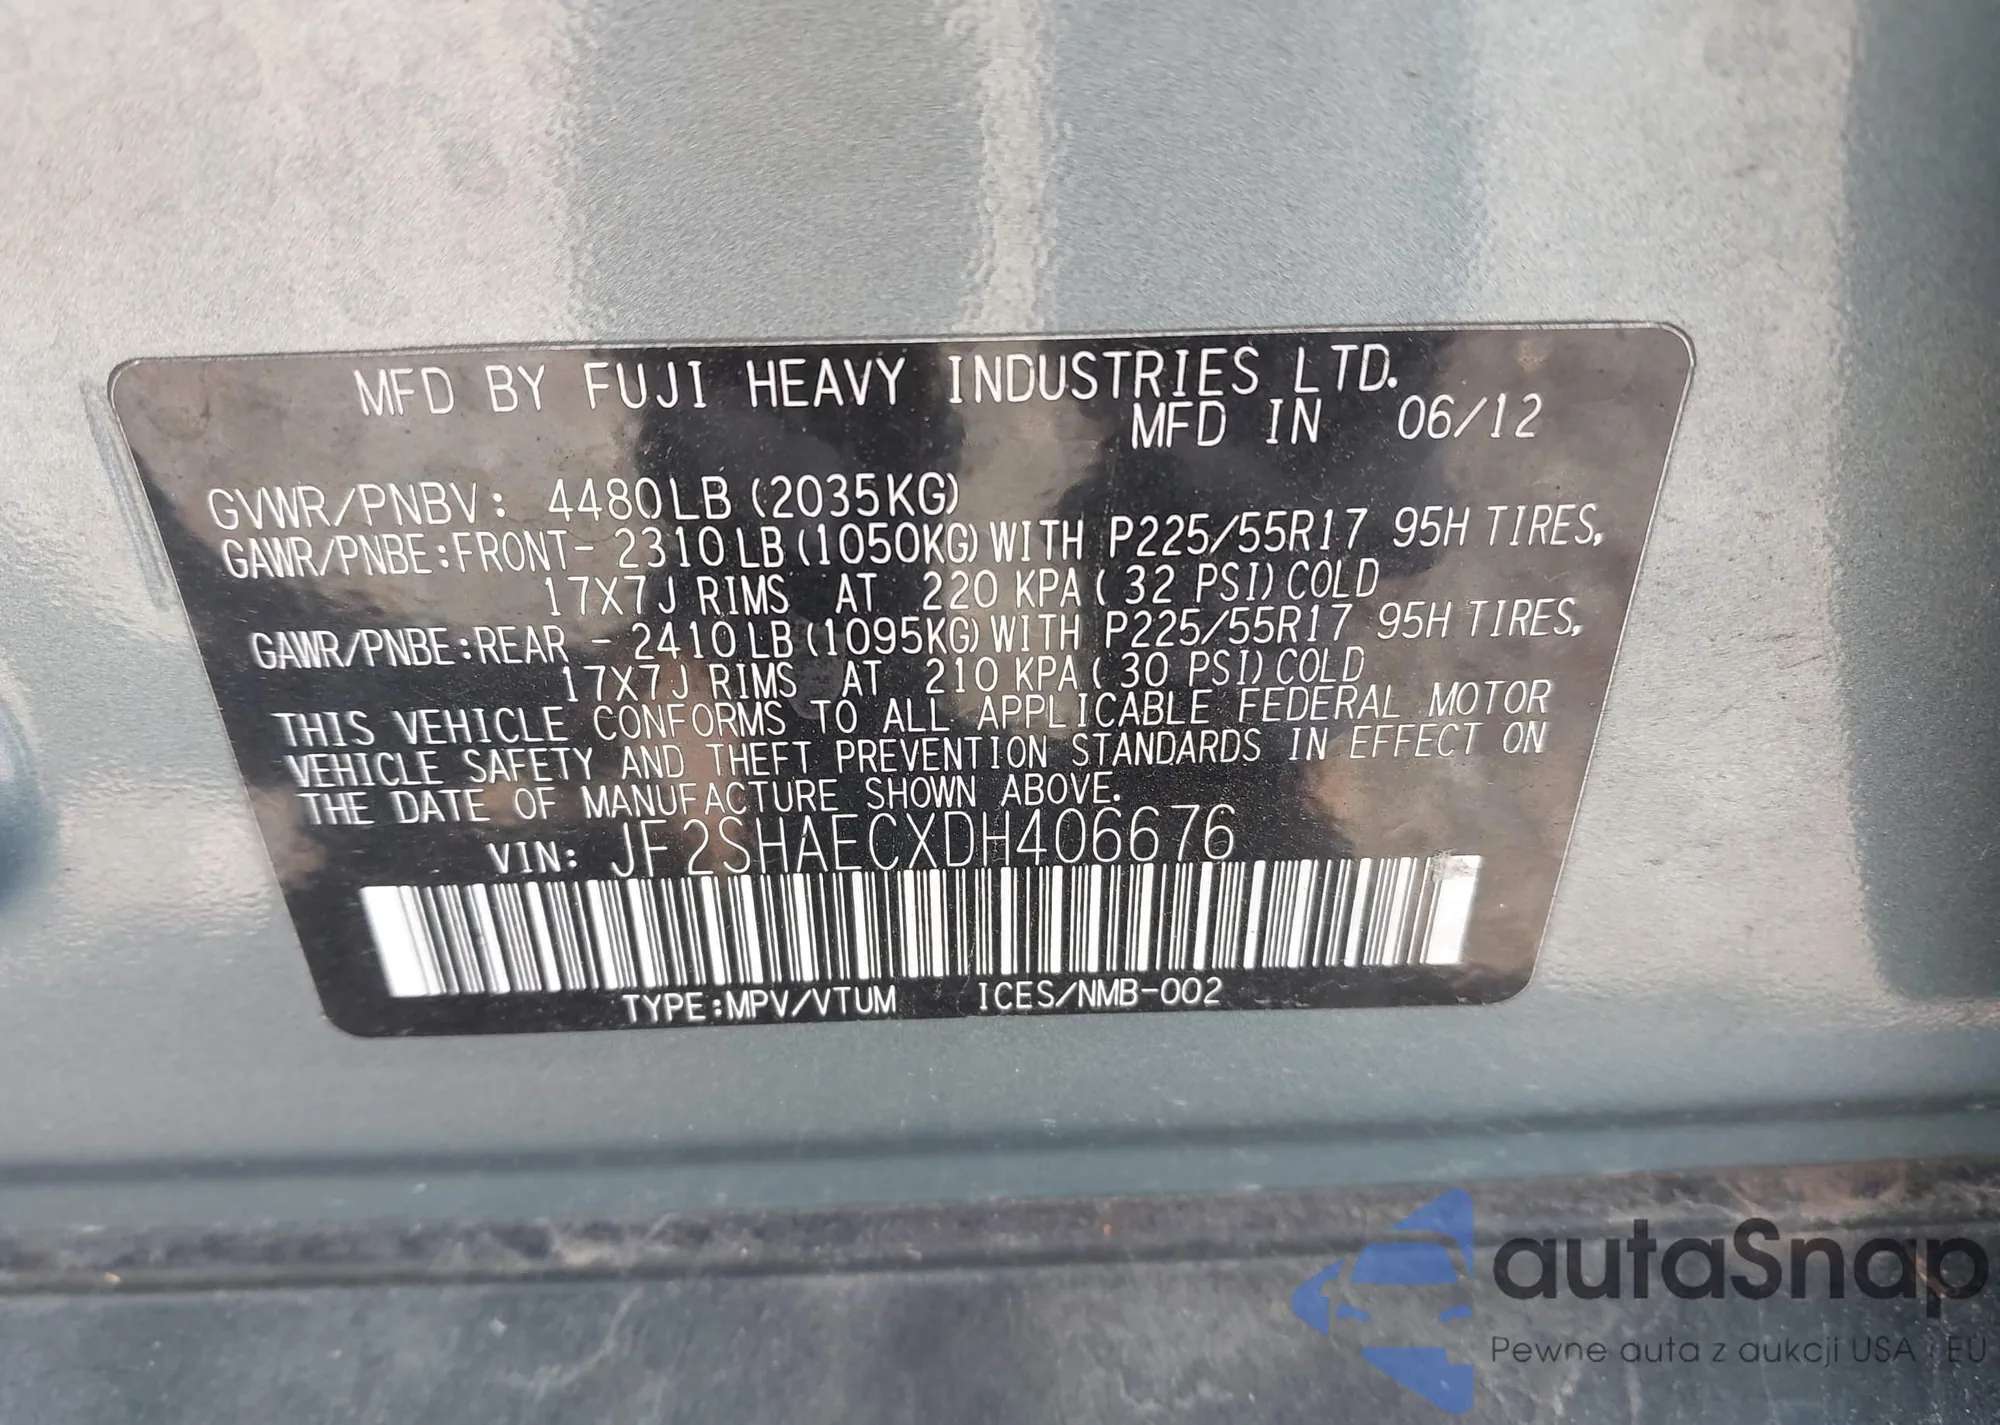 MFD BY FUJI HEAVY INDUSTRIES LTD.
MFD IN 06/12
GVWR/PNBV: 4480LB (2035KG)
GAWR/PNBE:FRONT- 2310LB (1050KG) WITH P225/55R17 95H TIRES,
17X7J RIMS AT 220 KPA ( 32 PSI) COLD
GAWR/PNBE:REAR - 2410LB (1095KG) WITH P225/55R17 95H TIRES,
17X7J RIMS AT 210 KPA ( 30 PSI) COLD
THIS VEHICLE CONFORMS TO ALL APPLICABLE FEDERAL MOTOR
VEHICLE SAFETY AND THEFT PREVENTION STANDARDS IN EFFECT ON
THE DATE OF MANUFACTURE SHOWN ABOVE.
VIN: JF2SHAECXDH406676
TYPE:MPV/VTUM ICES/NMB-002
autaSnap
Pewne auta z aukcji USA i EU